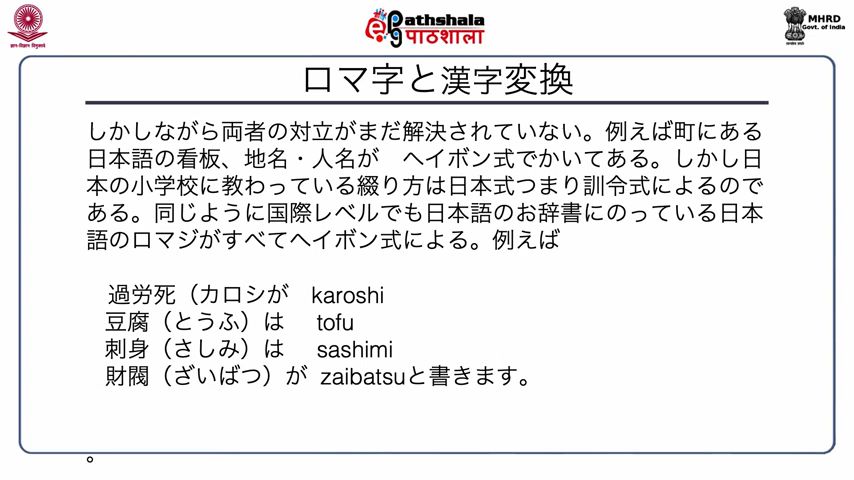 ePathshala
पाठशाला
MHRD
Govt. of India
ロマ字と漢字変換
しかしながら両者の対立がまだ解決されていない。例えば町にある
日本語の看板、地名・人名が　ヘイボン式でかいてある。しかし日
本の小学校に教わっている綴り方は日本式つまり訓令式によるので
ある。同じように国際レベルでも日本語のお辞書にのっている日本
語のロマジがすべてヘイボン式による。例えば
過労死（カロシが　karoshi
豆腐（とうふ）は　tofu
刺身（さしみ）は　sashimi
財閥（ざいばつ）が zaibatsuと書きます。
。